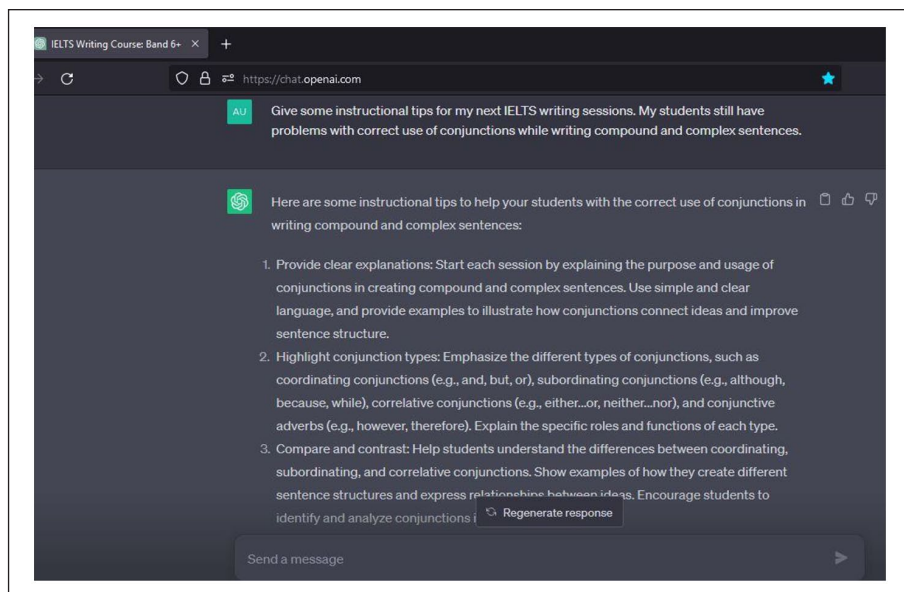 IELTS Writing Course: Band 6+ × +
https://chat.openai.com
AU Give some instructional tips for my next IELTS writing sessions. My students still have
problems with correct use of conjunctions while writing compound and complex sentences.
Here are some instructional tips to help your students with the correct use of conjunctions in
writing compound and complex sentences:
1. Provide clear explanations: Start each session by explaining the purpose and usage of
conjunctions in creating compound and complex sentences. Use simple and clear
language, and provide examples to illustrate how conjunctions connect ideas and improve
sentence structure.
2. Highlight conjunction types: Emphasize the different types of conjunctions, such as
coordinating conjunctions (e.g., and, but, or), subordinating conjunctions (e.g., although,
because, while), correlative conjunctions (e.g., either...or, neither...nor), and conjunctive
adverbs (e.g., however, therefore). Explain the specific roles and functions of each type.
3. Compare and contrast: Help students understand the differences between coordinating,
subordinating, and correlative conjunctions. Show examples of how they create different
sentence structures and express relationships between ideas. Encourage students to
identify and analyze conjunctions
Regenerate response
Send a message